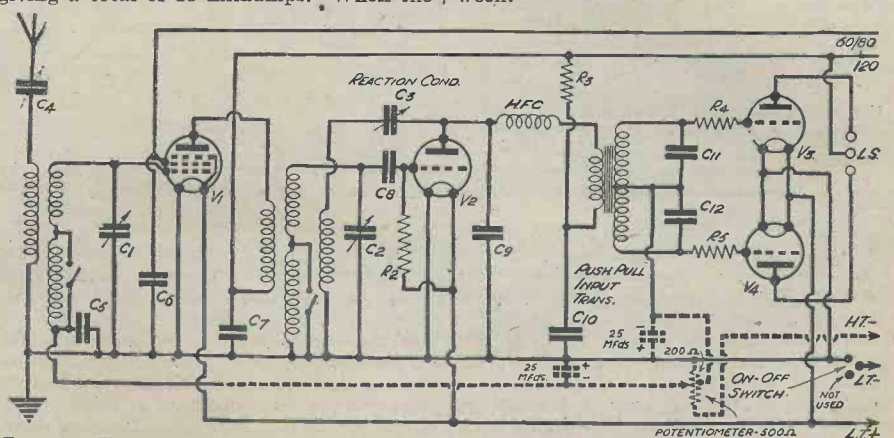 giving a total of 20 milliamps. When the , week.
60/80
120
C4
REACTION COND.
C3
HFC
R3
R4
V3
L.S.
C1
V1
C8
V2
C11
C2
C12
C5
C6
R2
C9
R5
V4
PUSH PULL
INPUT
TRANS.
C7
C10
25
MFds
-
+
HT-
200Ω
25
MFds.
+
-
ON-OFF
SWITCH
LT-
NOT
USED
POTENTIOMETER-500Ω
LT+